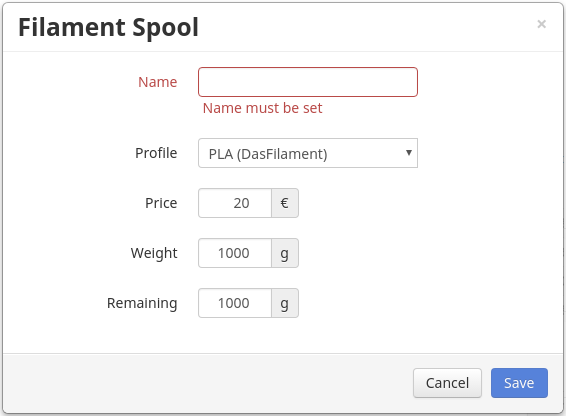 Filament Spool ×
Name
Name must be set
Profile PLA (DasFilament) ▾
Price 20 €
Weight 1000 g
Remaining 1000 g
Cancel Save